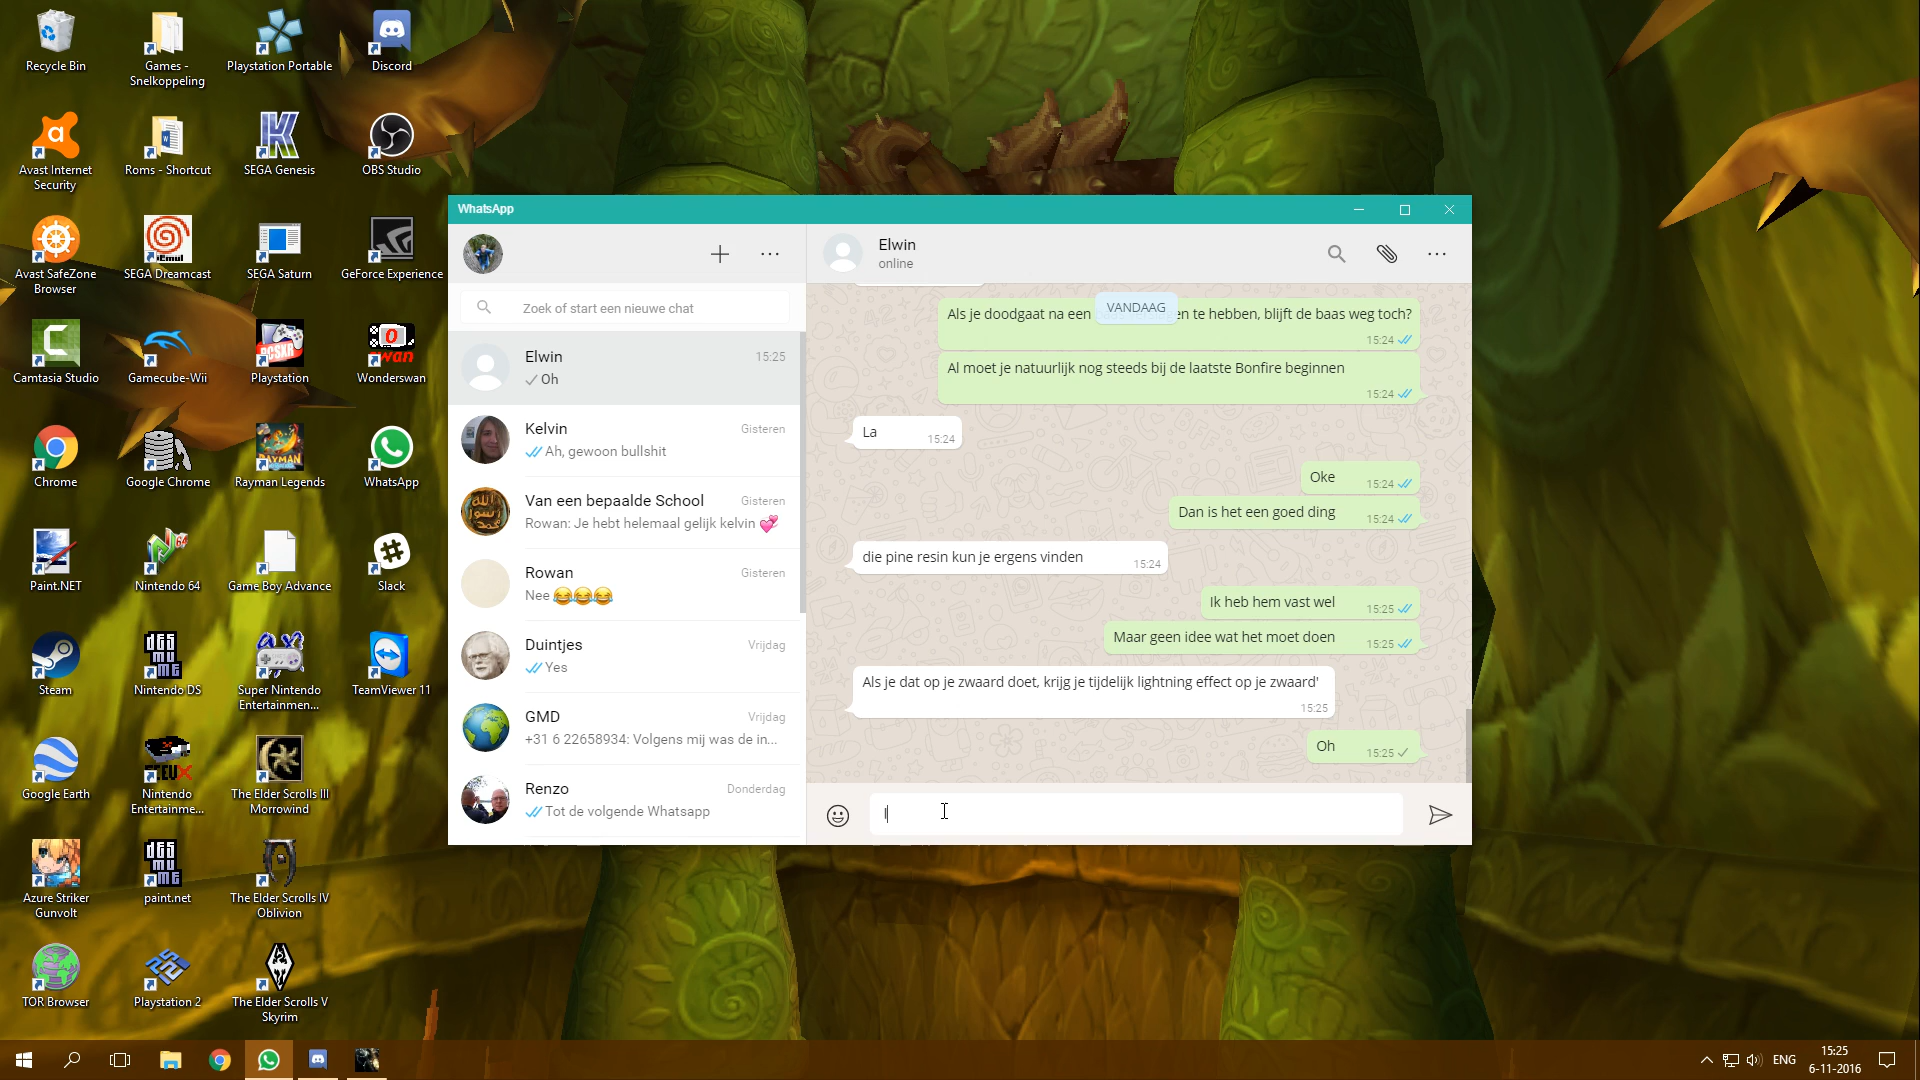 Recycle Bin
Games -
Snelkoppeling
Playstation Portable
Discord
Avast Internet
Security
Roms - Shortcut
SEGA Genesis
OBS Studio
Avast SafeZone
Browser
SEGA Dreamcast
SEGA Saturn
GeForce Experience
Camtasia Studio
Gamecube-Wii
Playstation
Wonderswan
Chrome
Google Chrome
Rayman Legends
WhatsApp
Paint.NET
Nintendo 64
Game Boy Advance
Slack
Steam
Nintendo DS
Super Nintendo
Entertainmen...
TeamViewer 11
Google Earth
Nintendo
Entertainme...
The Elder Scrolls III
Morrowind
Azure Striker
Gunvolt
paint.net
The Elder Scrolls IV
Oblivion
TOR Browser
Playstation 2
The Elder Scrolls V
Skyrim
WhatsApp
Zoek of start een nieuwe chat
Elwin 15:25
Oh
Kelvin Gisteren
Ah, gewoon bullshit
Van een bepaalde School Gisteren
Rowan: Je hebt helemaal gelijk kelvin 💞
Rowan Gisteren
Nee 😂😂😂
Duintjes Vrijdag
Yes
GMD Vrijdag
+31 6 22658934: Volgens mij was de in...
Renzo Donderdag
Tot de volgende Whatsapp
Elwin
online
VANDAAG
Als je doodgaat na een en te hebben, blijft de baas weg toch?
15:24
Al moet je natuurlijk nog steeds bij de laatste Bonfire beginnen
15:24
La 15:24
Oke 15:24
Dan is het een goed ding 15:24
die pine resin kun je ergens vinden 15:24
Ik heb hem vast wel 15:25
Maar geen idee wat het moet doen 15:25
Als je dat op je zwaard doet, krijg je tijdelijk lightning effect op je zwaard'
15:25
Oh 15:25
I
ENG
15:25
6-11-2016